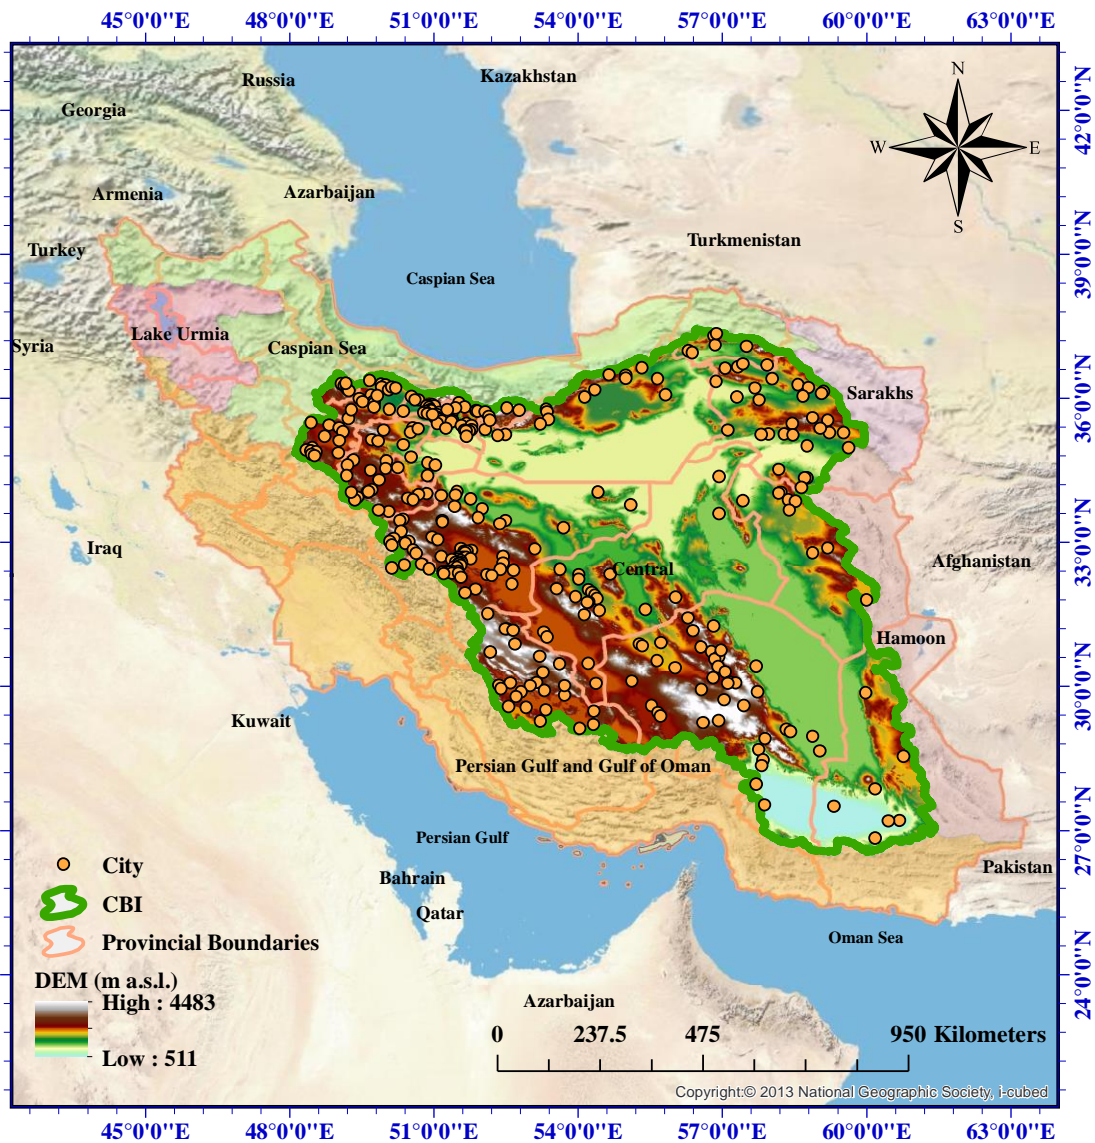 45°0'0"E 48°0'0"E 51°0'0"E 54°0'0"E 57°0'0"E 60°0'0"E 63°0'0"E
Russia
Kazakhstan
N
Georgia
42°0'0"N
W
E
Armenia
Azarbaijan
S
Turkey
Turkmenistan
39°0'0"N
Caspian Sea
Lake Urmia
Syria
Caspian Sea
Sarakhs
36°0'0"N
Iraq
33°0'0"N
Afghanistan
Central
Hamoon
30°0'0"N
Kuwait
Persian Gulf and Gulf of Oman
Persian Gulf
27°0'0"N
City
Pakistan
Bahrain
CBI
Qatar
Provincial Boundaries
Oman Sea
DEM (m a.s.l.)
High : 4483
Low : 511
Azarbaijan
24°0'0"N
0 237.5 475 950 Kilometers
Copyright:© 2013 National Geographic Society, i-cubed
45°0'0"E 48°0'0"E 51°0'0"E 54°0'0"E 57°0'0"E 60°0'0"E 63°0'0"E